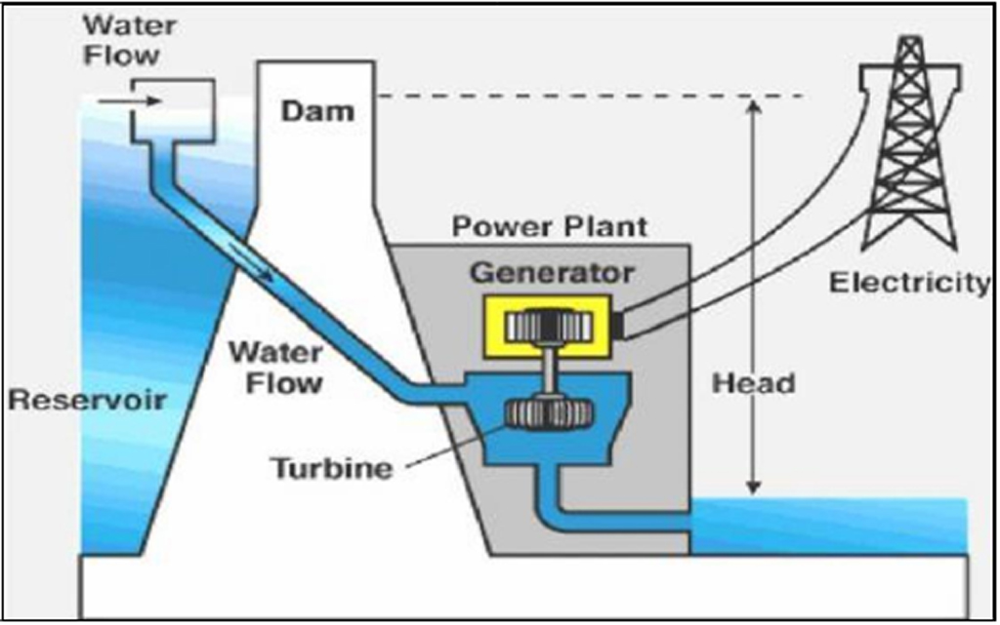 Water
Flow
Dam
Power Plant
Generator
Electricity
Water
Flow
Head
Reservoir
Turbine